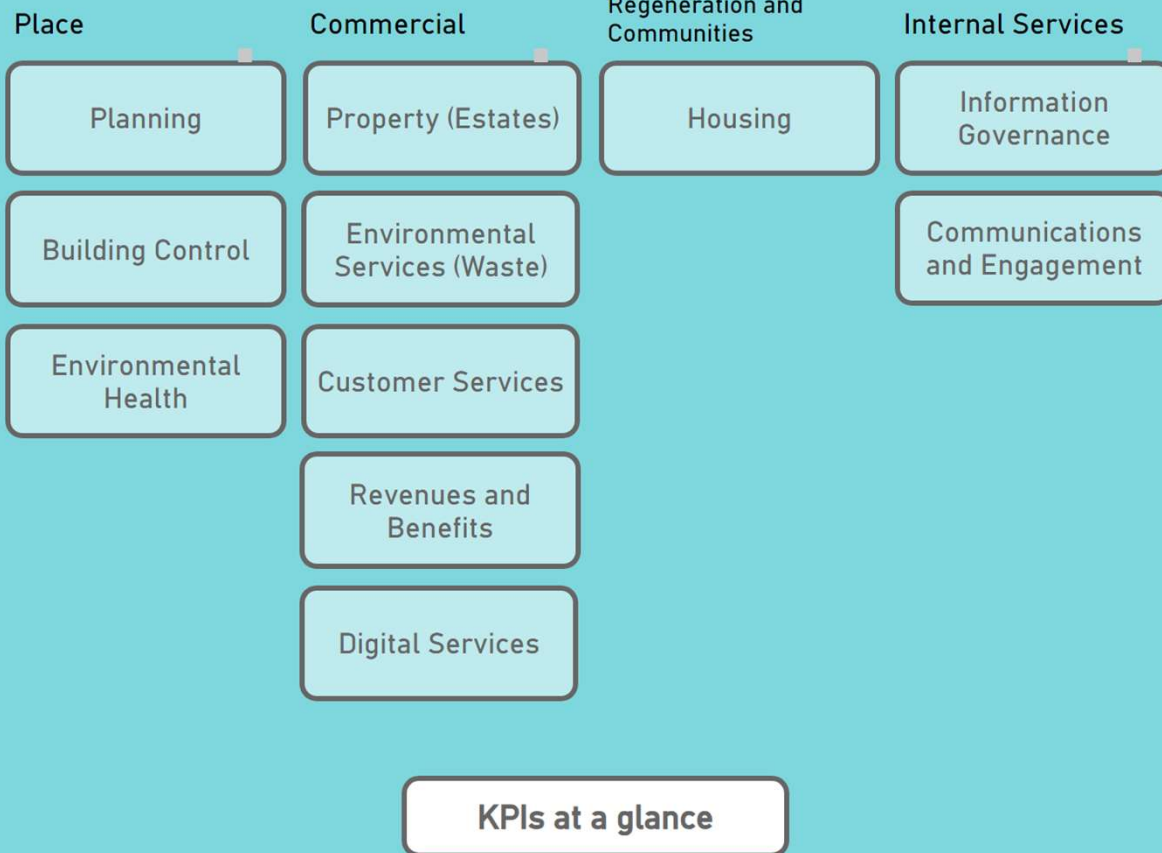 Place
Commercial
Regeneration and
Communities
Internal Services
Planning
Building Control
Environmental
Health
Property (Estates)
Environmental
Services (Waste)
Customer Services
Revenues and
Benefits
Digital Services
Housing
Information
Governance
Communications
and Engagement
KPIs at a glance